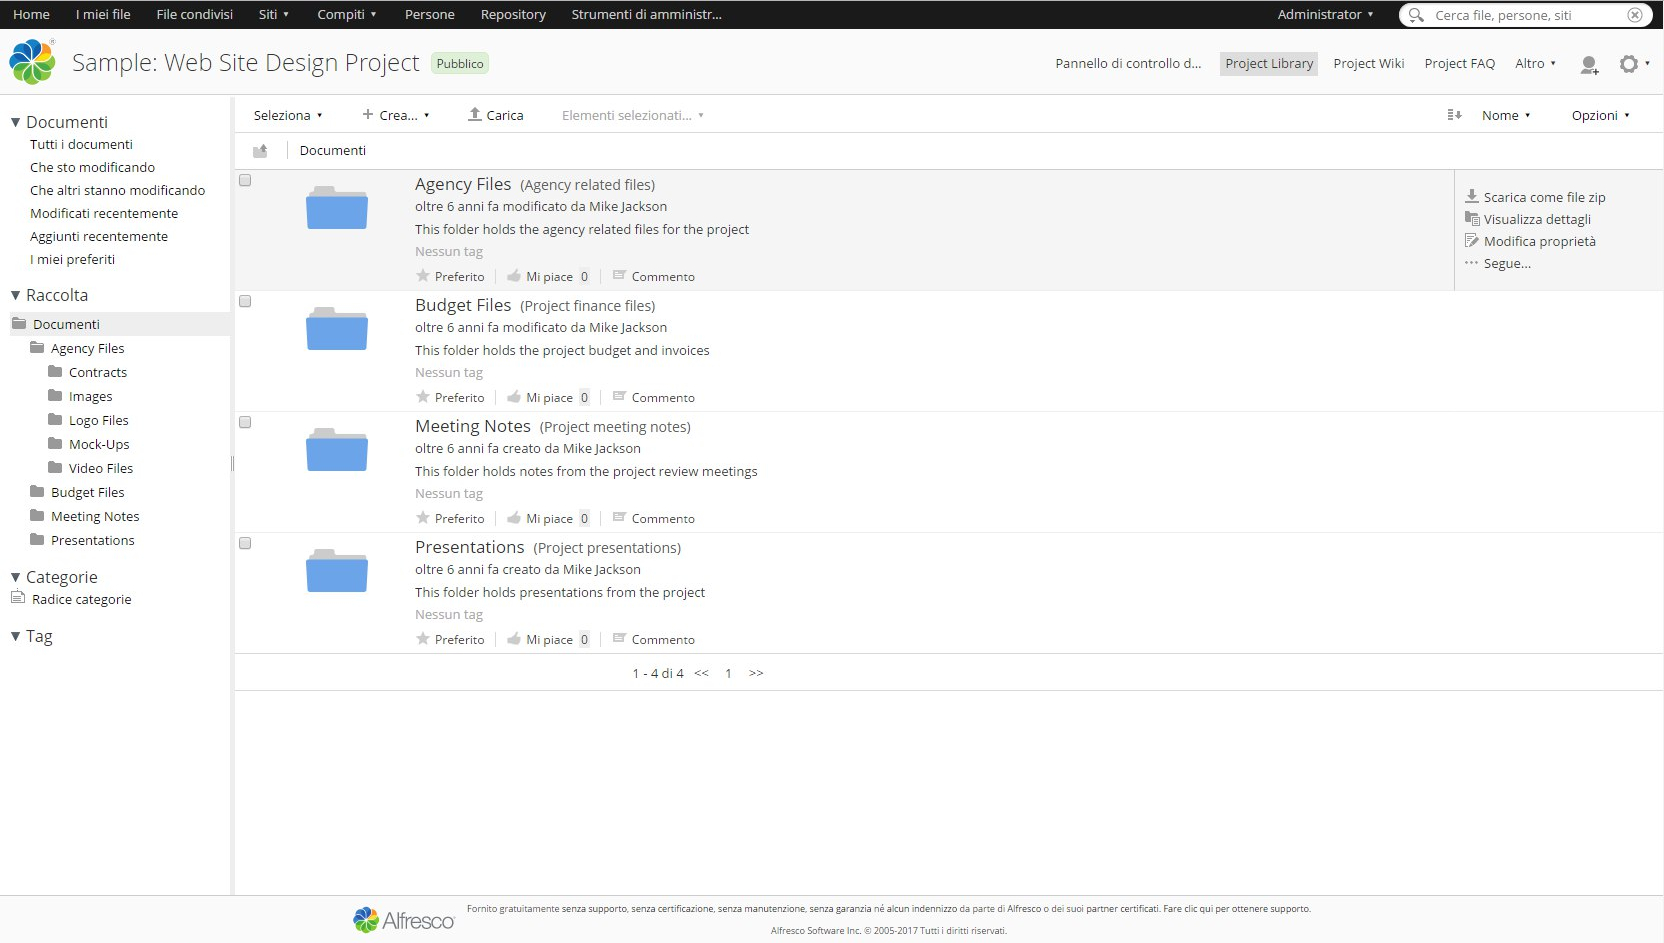 Home I miei file File condivisi Siti Compiti Persone Repository Strumenti di amministr... Administrator Cerca file, persone, siti
Sample: Web Site Design Project Pubblico Pannello di controllo d... Project Library Project Wiki Project FAQ Altro
Documenti
Tutti i documenti
Che sto modificando
Che altri stanno modificando
Modificati recentemente
Aggiunti recentemente
I miei preferiti
Raccolta
Documenti
Agency Files
Contracts
Images
Logo Files
Mock-Ups
Video Files
Budget Files
Meeting Notes
Presentations
Categorie
Radice categorie
Tag
Seleziona Crea... Carica Elementi selezionati... Nome Opzioni
Documenti
Agency Files (Agency related files)
oltre 6 anni fa modificato da Mike Jackson
This folder holds the agency related files for the project
Nessun tag
Preferito Mi piace 0 Commento
Scarica come file zip
Visualizza dettagli
Modifica proprietà
Segue...
Budget Files (Project finance files)
oltre 6 anni fa modificato da Mike Jackson
This folder holds the project budget and invoices
Nessun tag
Preferito Mi piace 0 Commento
Meeting Notes (Project meeting notes)
oltre 6 anni fa creato da Mike Jackson
This folder holds notes from the project review meetings
Nessun tag
Preferito Mi piace 0 Commento
Presentations (Project presentations)
oltre 6 anni fa creato da Mike Jackson
This folder holds presentations from the project
Nessun tag
Preferito Mi piace 0 Commento
1 - 4 di 4 << 1 >>
Alfresco
Fornito gratuitamente senza supporto, senza certificazione, senza manutenzione, senza garanzia né alcun indennizzo da parte di Alfresco o dei suoi partner certificati. Fare clic qui per ottenere supporto.
Alfresco Software Inc. © 2005-2017 Tutti i diritti riservati.